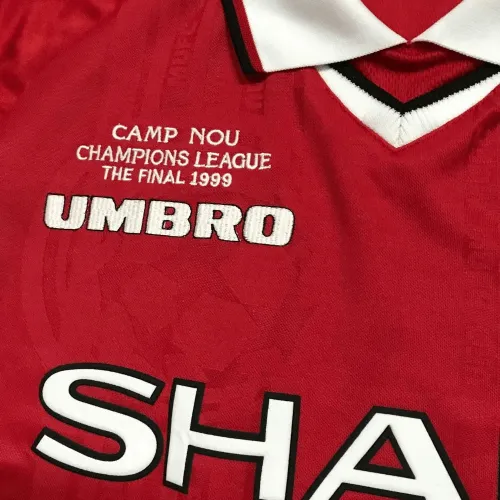 CAMP NOU
CHAMPIONS LEAGUE
THE FINAL 1999
UMBRO
SHA